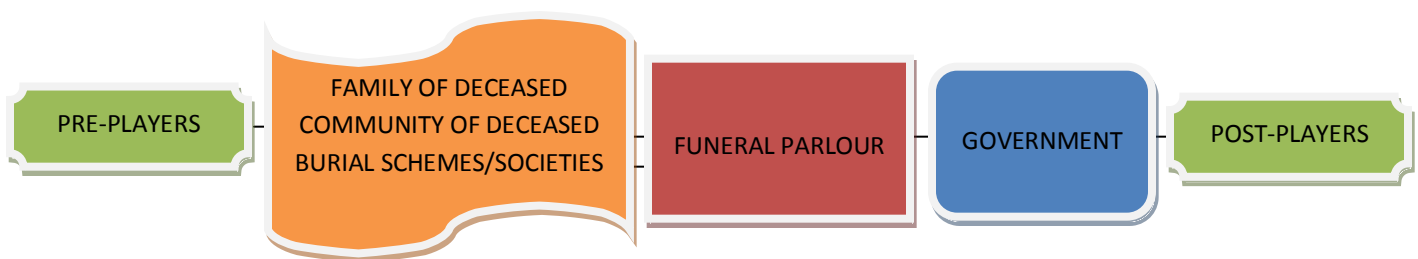 PRE-PLAYERS
FAMILY OF DECEASED
COMMUNITY OF DECEASED
BURIAL SCHEMES/SOCIETIES
FUNERAL PARLOUR
GOVERNMENT
POST-PLAYERS